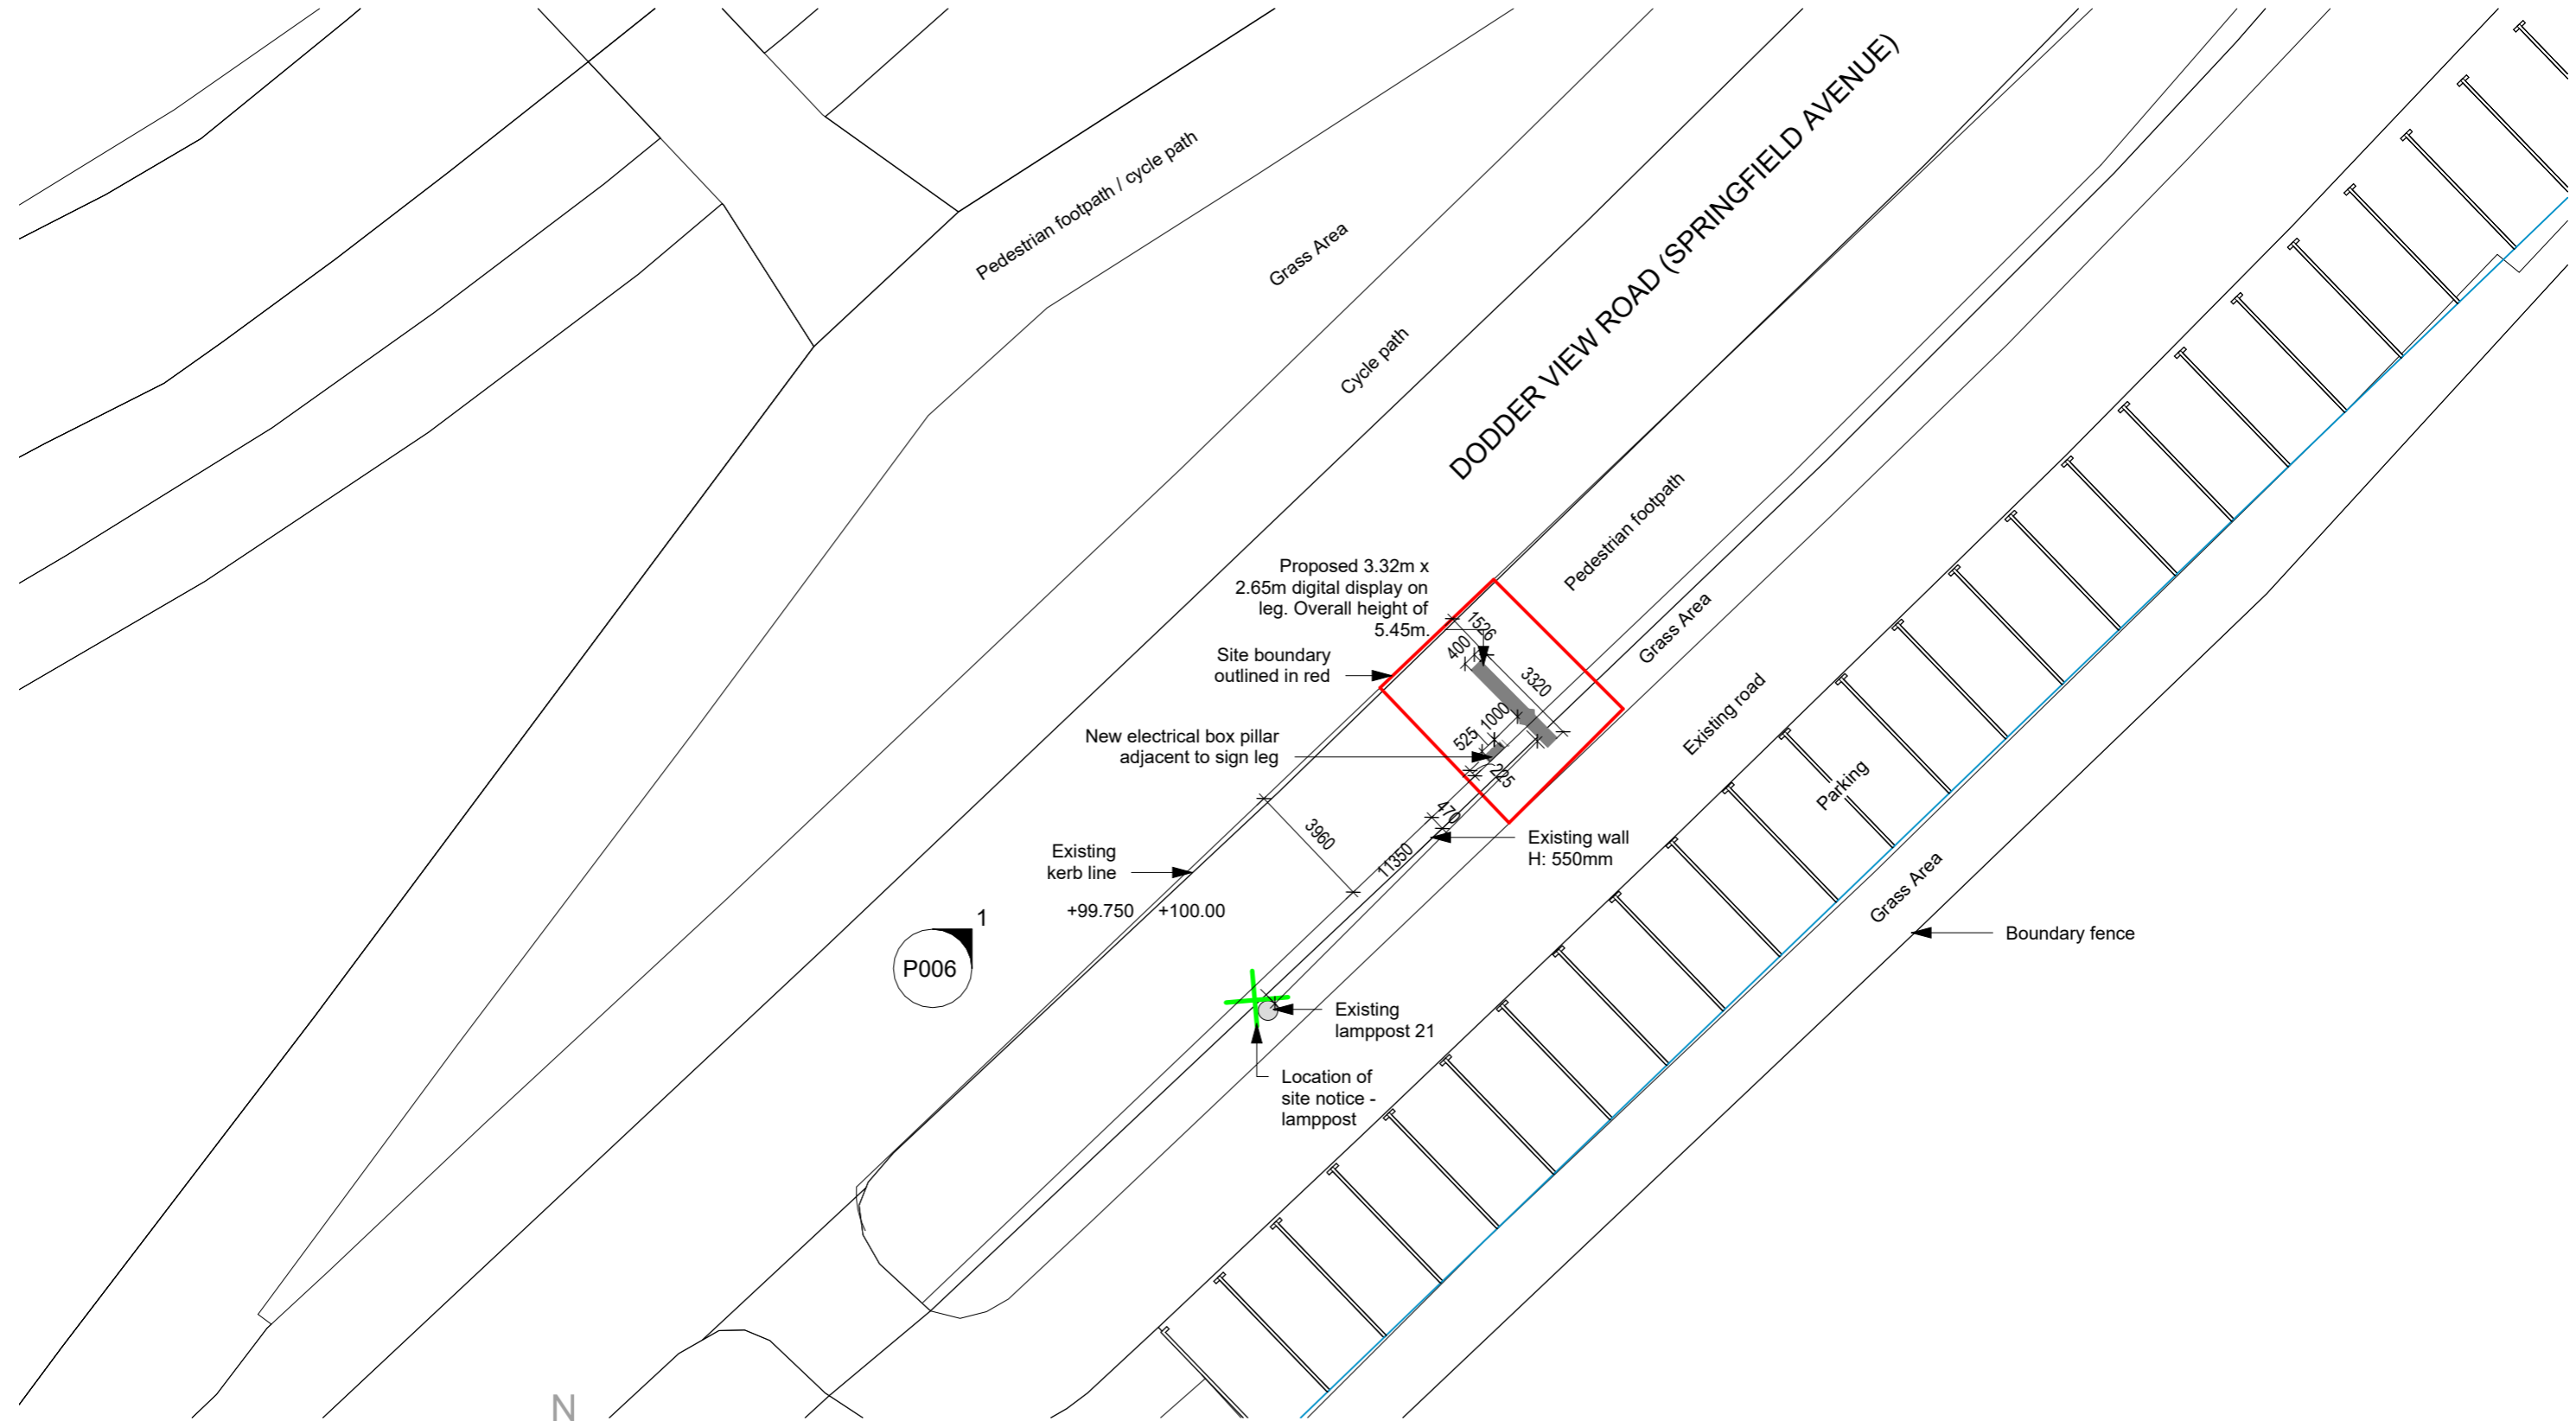 DODDER VIEW ROAD (SPRINGFIELD AVENUE)
Pedestrian footpath / cycle path
Grass Area
Cycle path
Pedestrian footpath
Proposed 3.32m x
2.65m digital display on
leg. Overall height of
5.45m.
1526
400
3320
Grass Area
Site boundary
outlined in red
Existing road
1000
525
New electrical box pillar
adjacent to sign leg
225
Parking
470
3960
11350
Existing wall
H: 550mm
Existing
kerb line
Grass Area
+99.750
+100.00
1
P006
Boundary fence
Existing
lamppost 21
Location of
site notice -
lamppost
N